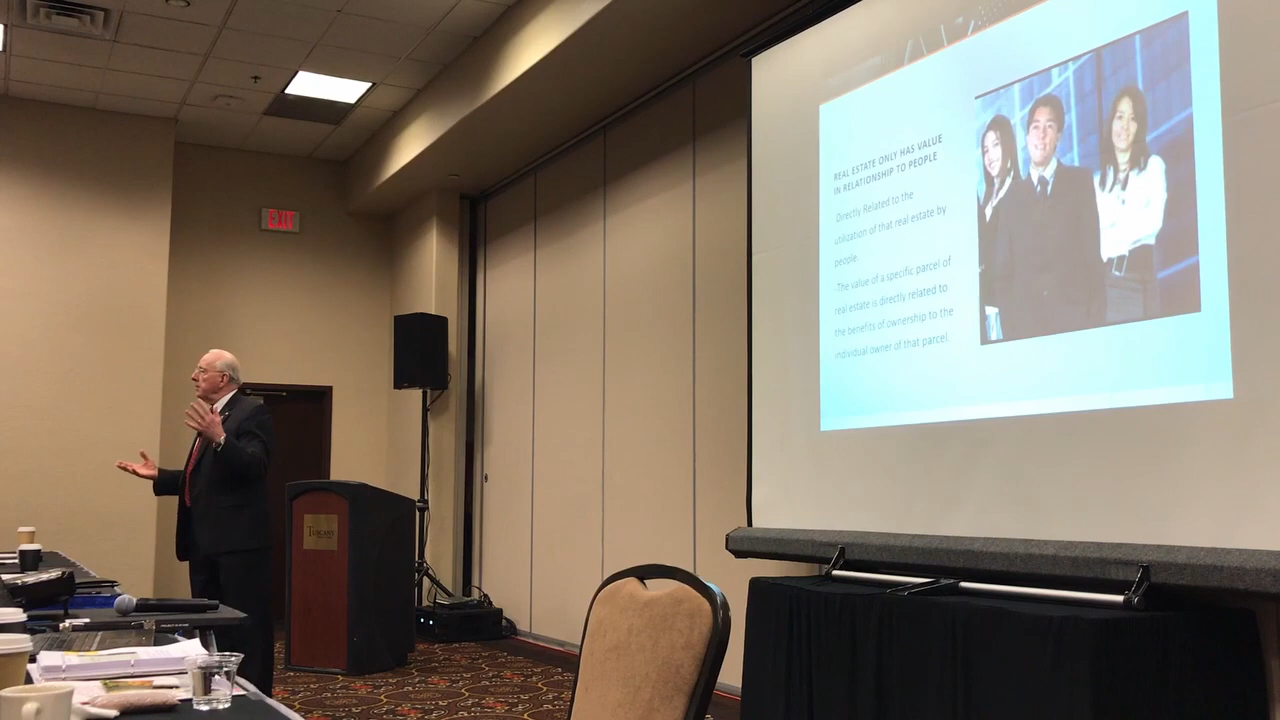 EXIT
REAL ESTATE ONLY HAS VALUE
IN RELATIONSHIP TO PEOPLE
-Directly Related to the
utilization of that real estate by
people.
-The value of a specific parcel of
real estate is directly related to
the benefits of ownership to the
individual owner of that parcel.
TUSCANY